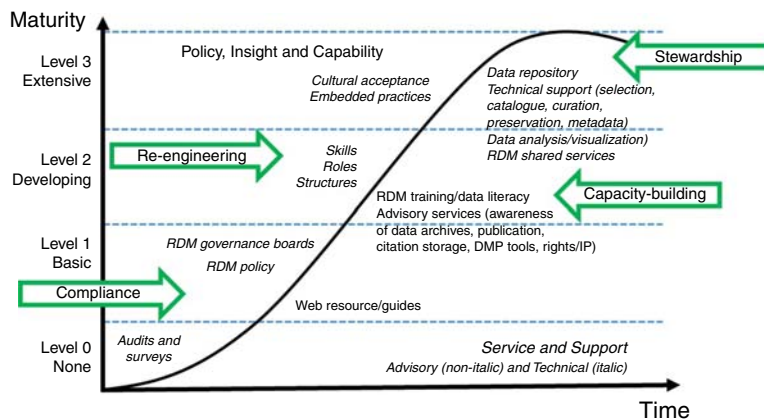 Maturity
Level 3
Extensive
Policy, Insight and Capability
Cultural acceptance
Embedded practices
Data repository
Technical support (selection,
catalogue, curation,
preservation, metadata)
Data analysis/visualization)
RDM shared services
Stewardship
Level 2
Developing
Re-engineering
Skills
Roles
Structures
RDM training/data literacy
Advisory services (awareness
of data archives, publication,
citation storage, DMP tools, rights/IP)
Capacity-building
Level 1
Basic
RDM governance boards
RDM policy
Compliance
Web resource/guides
Level 0
None
Audits and
surveys
Service and Support
Advisory (non-italic) and Technical (italic)
Time